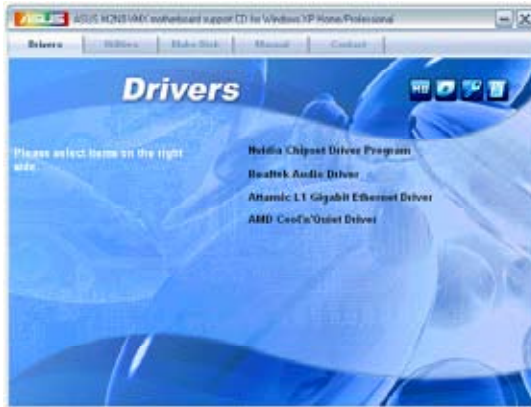 ASUS M2N8-VMX motherboard support CD for Windows XP Home/Professional
Drivers
Utilities
Make Disk
Manual
Contact
Drivers
Please select items on the right
side.
Nvidia Chipset Driver Program
Realtek Audio Driver
Attansic L1 Gigabit Ethernet Driver
AMD Cool'n'Quiet Driver